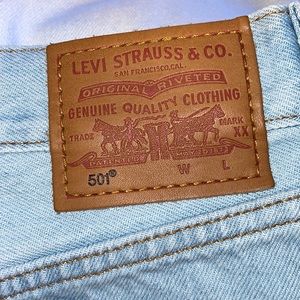 LEVI STRAUSS & CO.
SAN FRANCISCO, CAL.
ORIGINAL RIVETED
GENUINE QUALITY CLOTHING
TRADE MARK
XX
501®
W L